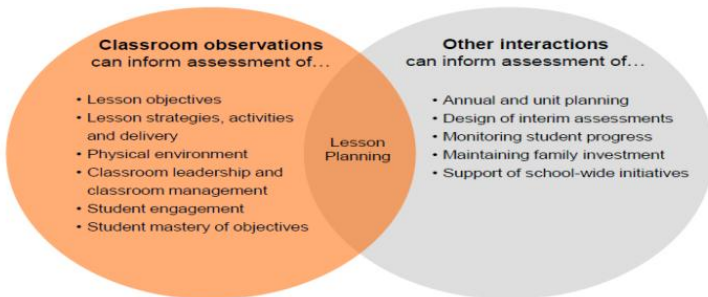 Classroom observations
can inform assessment of...
• Lesson objectives
• Lesson strategies, activities
and delivery
• Physical environment
• Classroom leadership and
classroom management
• Student engagement
• Student mastery of objectives
Lesson
Planning
Other interactions
can inform assessment of...
• Annual and unit planning
• Design of interim assessments
• Monitoring student progress
• Maintaining family investment
• Support of school-wide initiatives